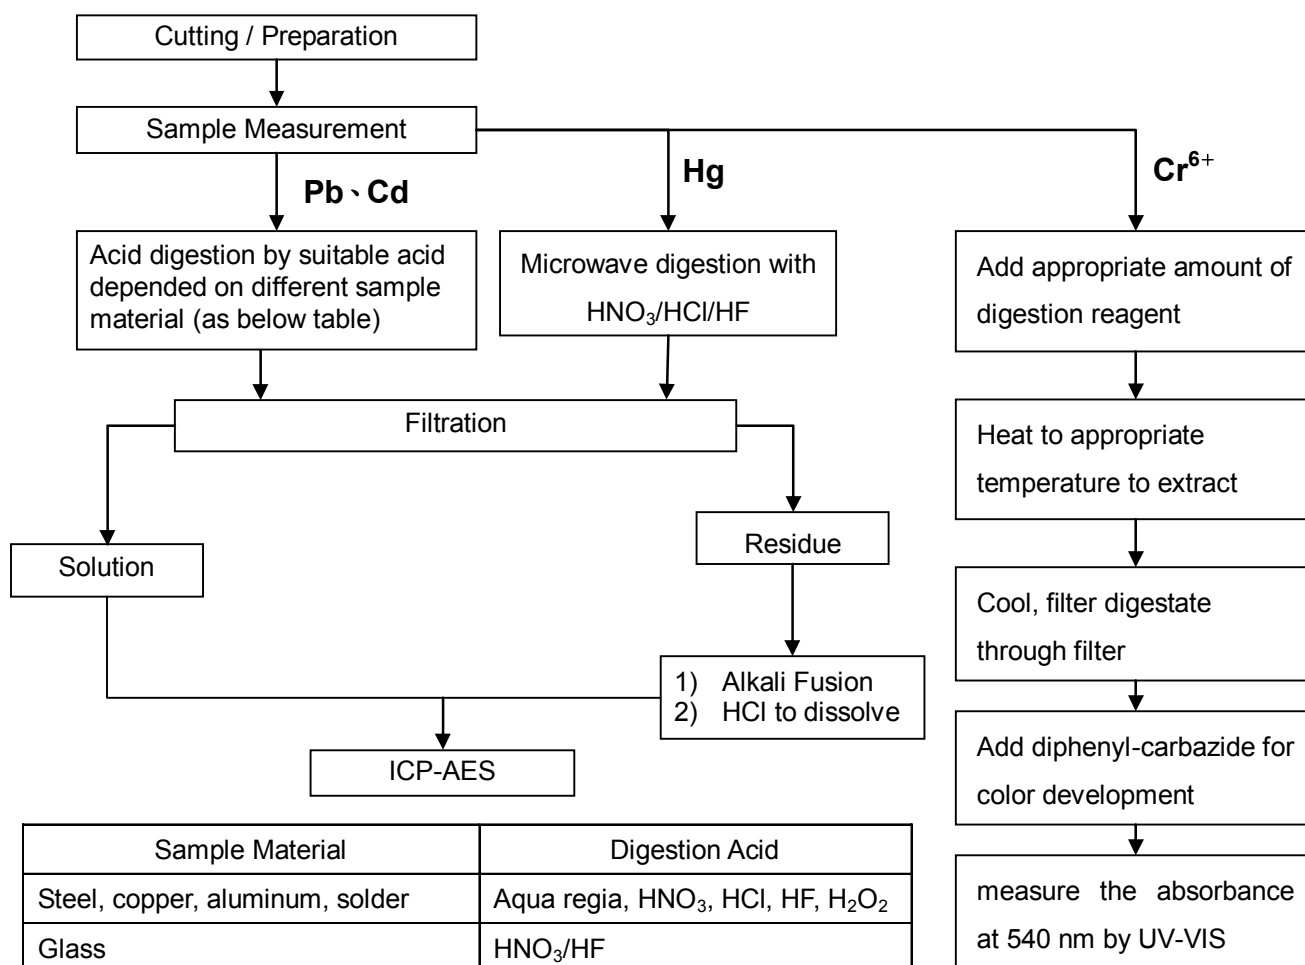 Cutting / Preparation
Sample Measurement
Pb、Cd
Hg
Cr⁶⁺
Acid digestion by suitable acid
depended on different sample
material (as below table)
Microwave digestion with
HNO₃/HCl/HF
Add appropriate amount of
digestion reagent
Filtration
Heat to appropriate
temperature to extract
Solution
Residue
Cool, filter digestate
through filter
1) Alkali Fusion
2) HCl to dissolve
ICP-AES
Add diphenyl-carbazide for
color development
measure the absorbance
at 540 nm by UV-VIS
Sample Material Digestion Acid
Steel, copper, aluminum, solder Aqua regia, HNO₃, HCl, HF, H₂O₂
Glass HNO₃/HF